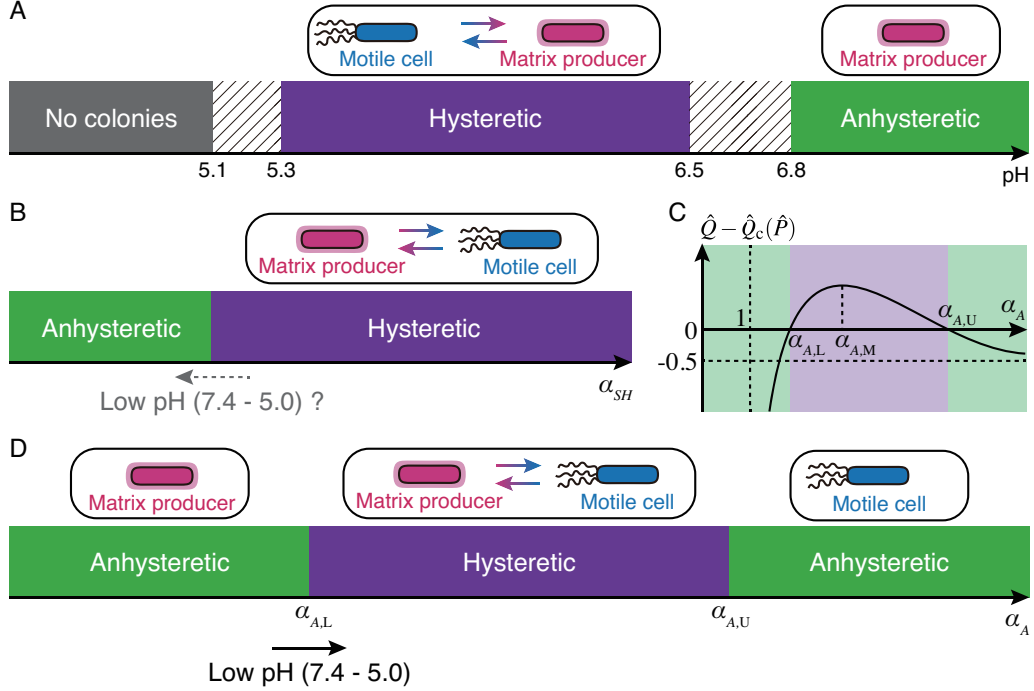 A
Motile cell
Matrix producer
Matrix producer
No colonies
Hysteretic
Anhysteretic
5.1
5.3
6.5
6.8
pH
B
Matrix producer
Motile cell
Anhysteretic
Hysteretic
α_SH
Low pH (7.4 - 5.0) ?
C
Q̂ − Q̂_c(P̂)
1
α_A,U
α_A
0
α_A,L
α_A,M
-0.5
D
Matrix producer
Matrix producer
Motile cell
Motile cell
Anhysteretic
Hysteretic
Anhysteretic
α_A,L
α_A,U
α_A
Low pH (7.4 - 5.0)